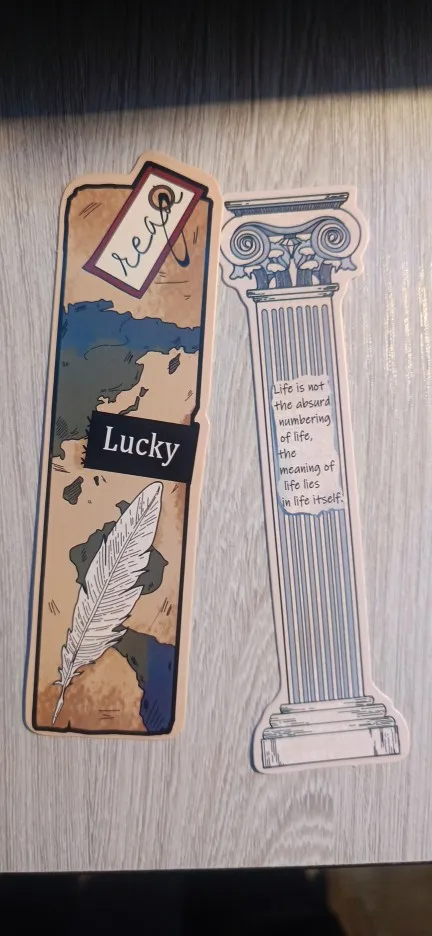 read
Lucky
Life is not
the absurd
numbering
of life,
the
meaning of
life lies
in life itself.